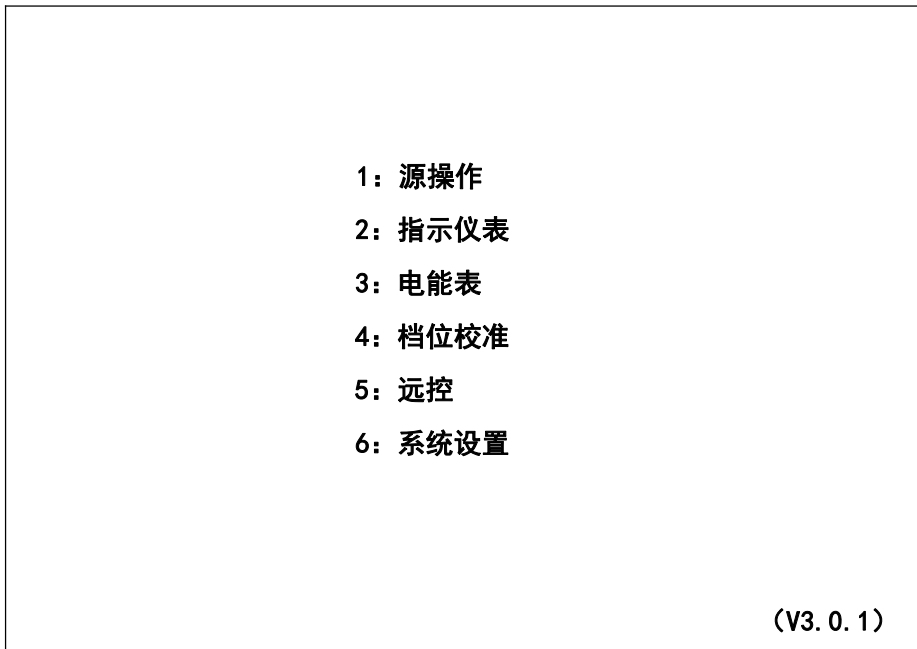 1：源操作
2：指示仪表
3：电能表
4：档位校准
5：远控
6：系统设置
（V3.0.1）